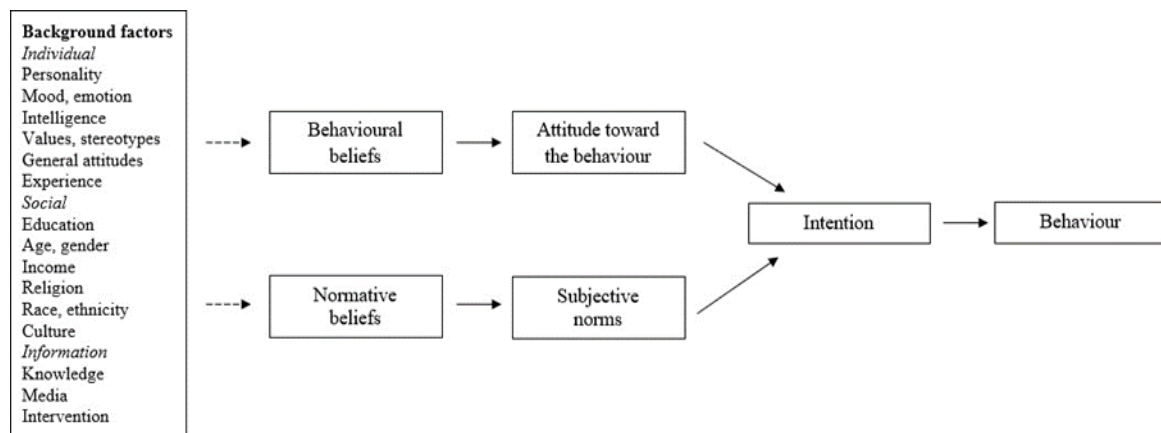 Background factors
Individual
Personality
Mood, emotion
Intelligence
Values, stereotypes
General attitudes
Experience
Social
Education
Age, gender
Income
Religion
Race, ethnicity
Culture
Information
Knowledge
Media
Intervention
Behavioural
beliefs
Attitude toward
the behaviour
Normative
beliefs
Subjective
norms
Intention
Behaviour